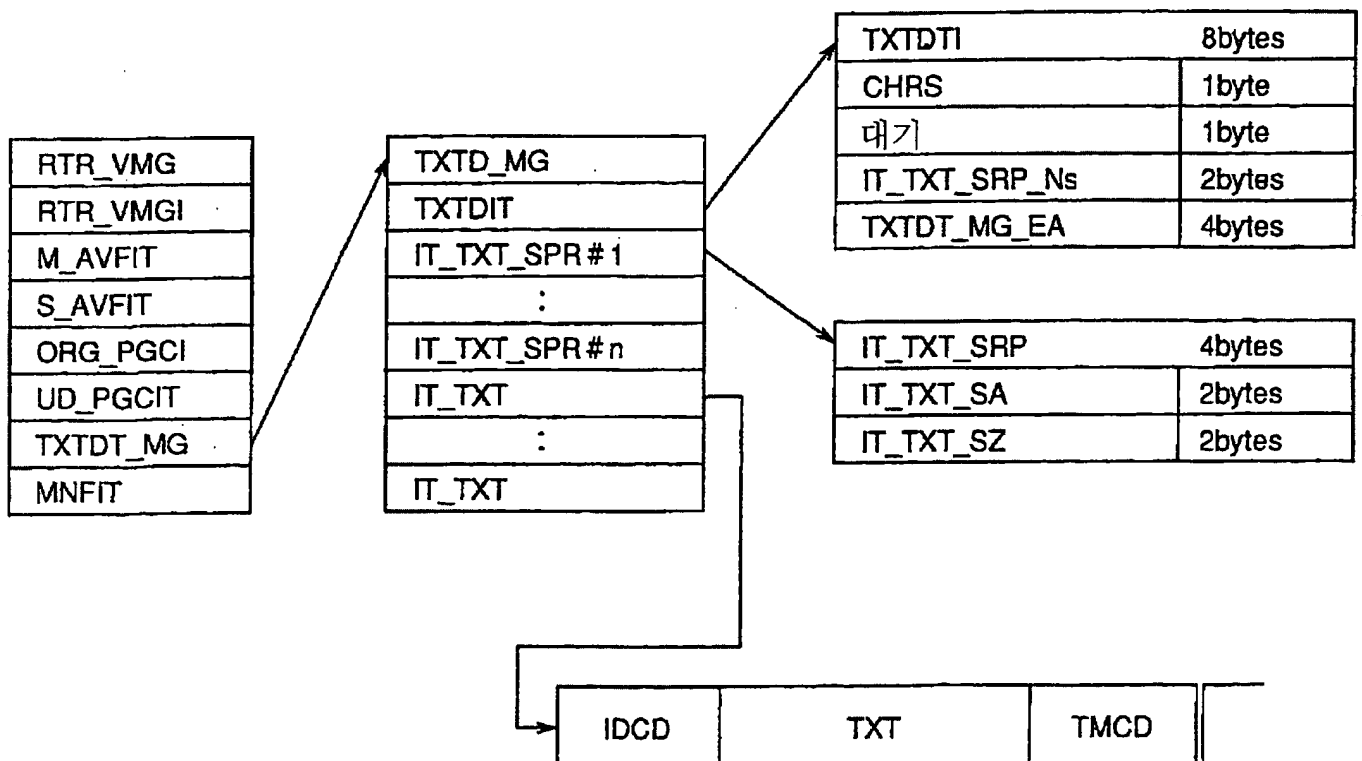 RTR_VMG
RTR_VMGI
M_AVFIT
S_AVFIT
ORG_PGCI
UD_PGCIT
TXTDT_MG
MNFIT
TXTD_MG
TXTDIT
IT_TXT_SPR#1
:
IT_TXT_SPR#n
IT_TXT
:
IT_TXT
TXTDTI 8bytes
CHRS 1byte
대기 1byte
IT_TXT_SRP_Ns 2bytes
TXTDT_MG_EA 4bytes
IT_TXT_SRP 4bytes
IT_TXT_SA 2bytes
IT_TXT_SZ 2bytes
IDCD TXT TMCD